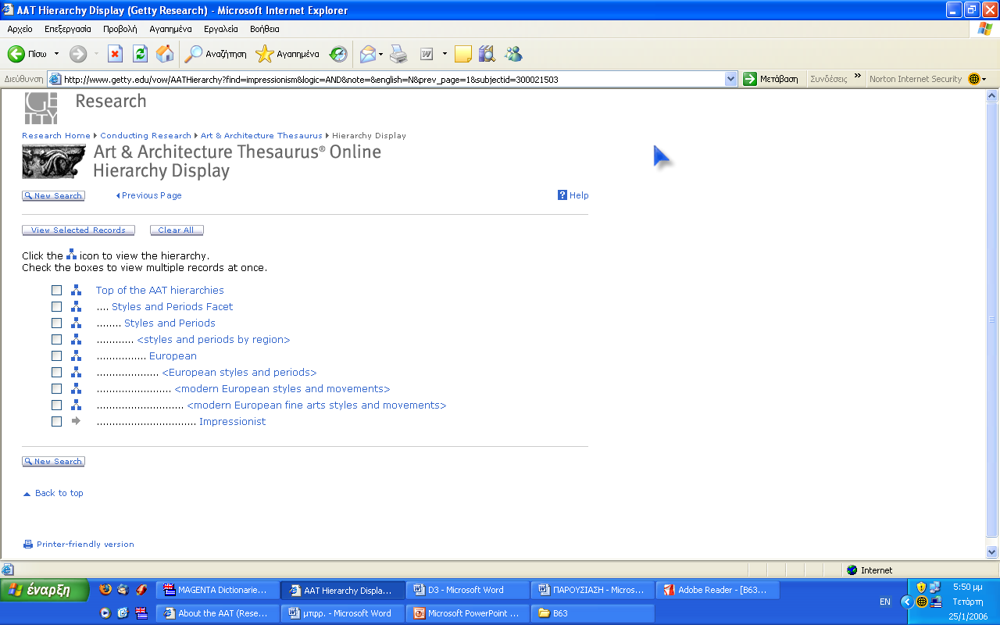 AAT Hierarchy Display (Getty Research) - Microsoft Internet Explorer
Αρχείο Επεξεργασία Προβολή Αγαπημένα Εργαλεία Βοήθεια
Πίσω Αναζήτηση Αγαπημένα
Διεύθυνση http://www.getty.edu/vow/AATHierarchy?find=impressionism&logic=AND&note=&english=N&prev_page=1&subjectid=300021503 Μετάβαση Συνδέσεις » Norton Internet Security
GETTY Research
Research Home Conducting Research Art & Architecture Thesaurus Hierarchy Display
Art & Architecture Thesaurus® Online
Hierarchy Display
New Search Previous Page ? Help
View Selected Records Clear All
Click the icon to view the hierarchy.
Check the boxes to view multiple records at once.
Top of the AAT hierarchies
.... Styles and Periods Facet
........ Styles and Periods
............ <styles and periods by region>
................ European
.................... <European styles and periods>
........................ <modern European styles and movements>
............................ <modern European fine arts styles and movements>
................................ Impressionist
New Search
Back to top
Printer-friendly version
Internet
έναρξη MAGENTA Dictionarie... AAT Hierarchy Displa... D3 - Microsoft Word ΠΑΡΟΥΣΙΑΣΗ - Micros... Adobe Reader - [B63... 5:50 μμ
EN Τετάρτη
About the AAT (Rese... μτφρ. - Microsoft Word Microsoft PowerPoint ... B63 25/1/2006